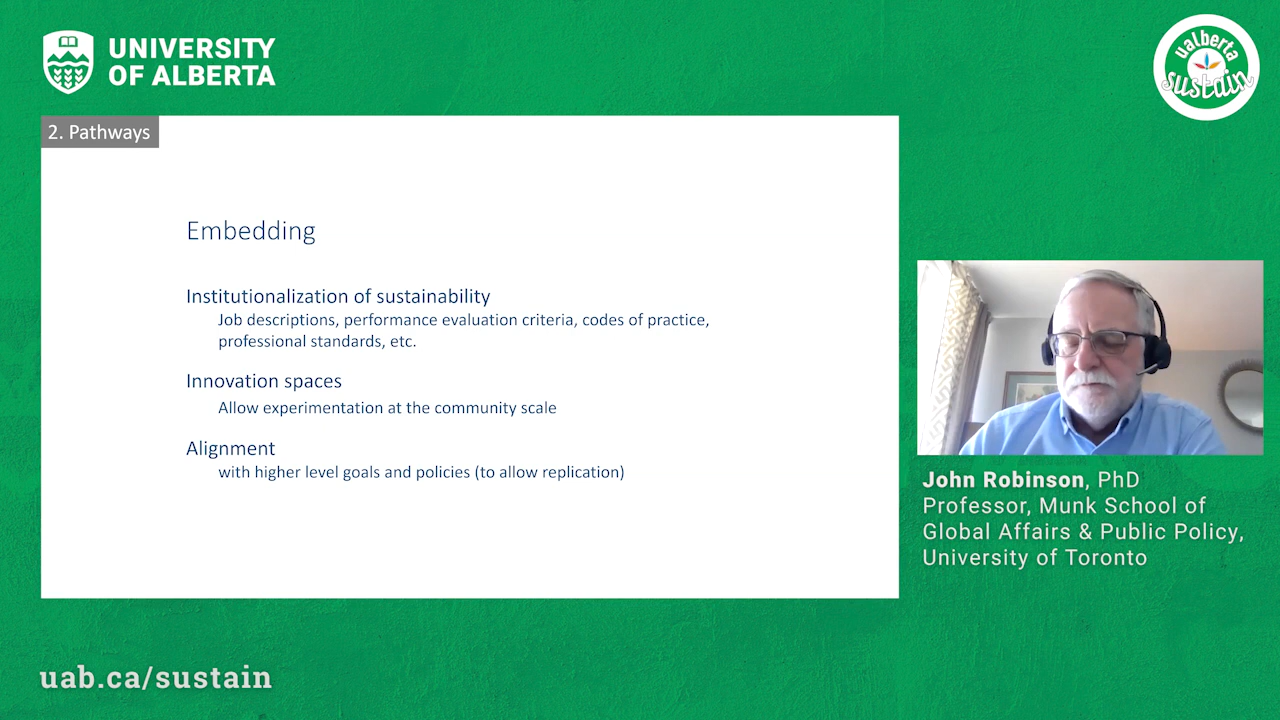 UNIVERSITY
OF ALBERTA
ualberta
sustain
2. Pathways
Embedding
Institutionalization of sustainability
Job descriptions, performance evaluation criteria, codes of practice,
professional standards, etc.
Innovation spaces
Allow experimentation at the community scale
Alignment
with higher level goals and policies (to allow replication)
John Robinson, PhD
Professor, Munk School of
Global Affairs & Public Policy,
University of Toronto
uab.ca/sustain